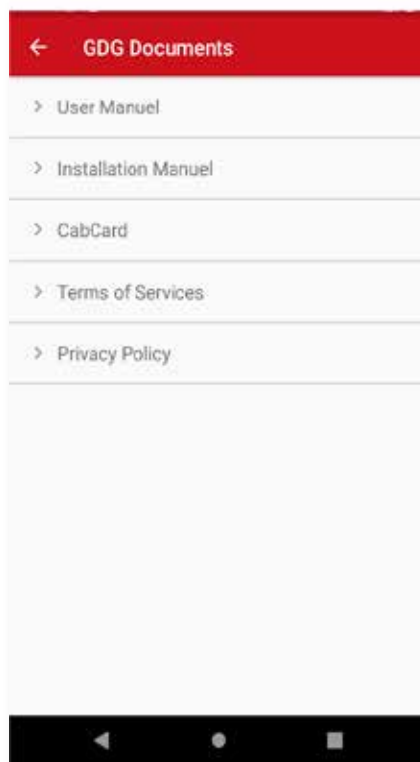 GDG Documents
User Manuel
Installation Manuel
CabCard
Terms of Services
Privacy Policy